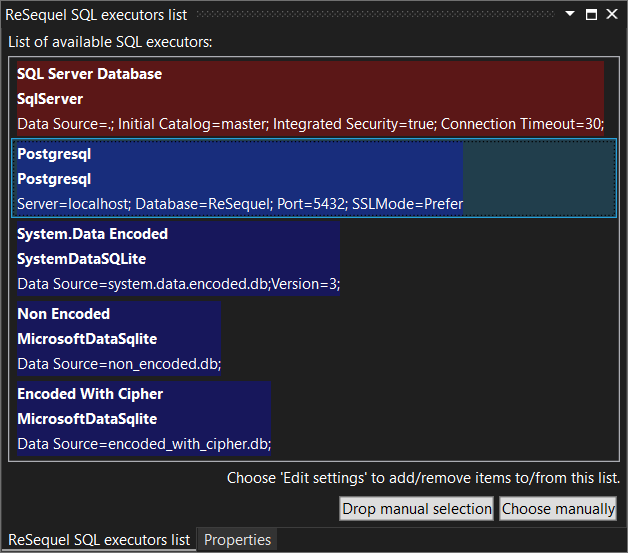 ReSequel SQL executors list
List of available SQL executors:
SQL Server Database
SqlServer
Data Source=.; Initial Catalog=master; Integrated Security=true; Connection Timeout=30;
Postgresql
Postgresql
Server=localhost; Database=ReSequel; Port=5432; SSLMode=Prefer
System.Data Encoded
SystemDataSQLite
Data Source=system.data.encoded.db;Version=3;
Non Encoded
MicrosoftDataSqlite
Data Source=non_encoded.db;
Encoded With Cipher
MicrosoftDataSqlite
Data Source=encoded_with_cipher.db;
Choose 'Edit settings' to add/remove items to/from this list.
Drop manual selection Choose manually
ReSequel SQL executors list Properties